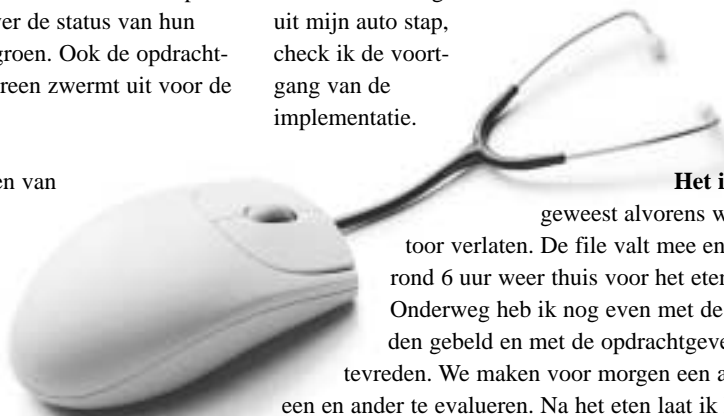 er de status van hun
groen. Ook de opdracht-
reen zwermt uit voor de
en van
uit mijn auto stap,
check ik de voort-
gang van de
implementatie.
Het i
geweest alvorens w
toor verlaten. De file valt mee en
rond 6 uur weer thuis voor het eten
Onderweg heb ik nog even met de
den gebeld en met de opdrachtgeve
tevreden. We maken voor morgen een a
een en ander te evalueren. Na het eten laat ik